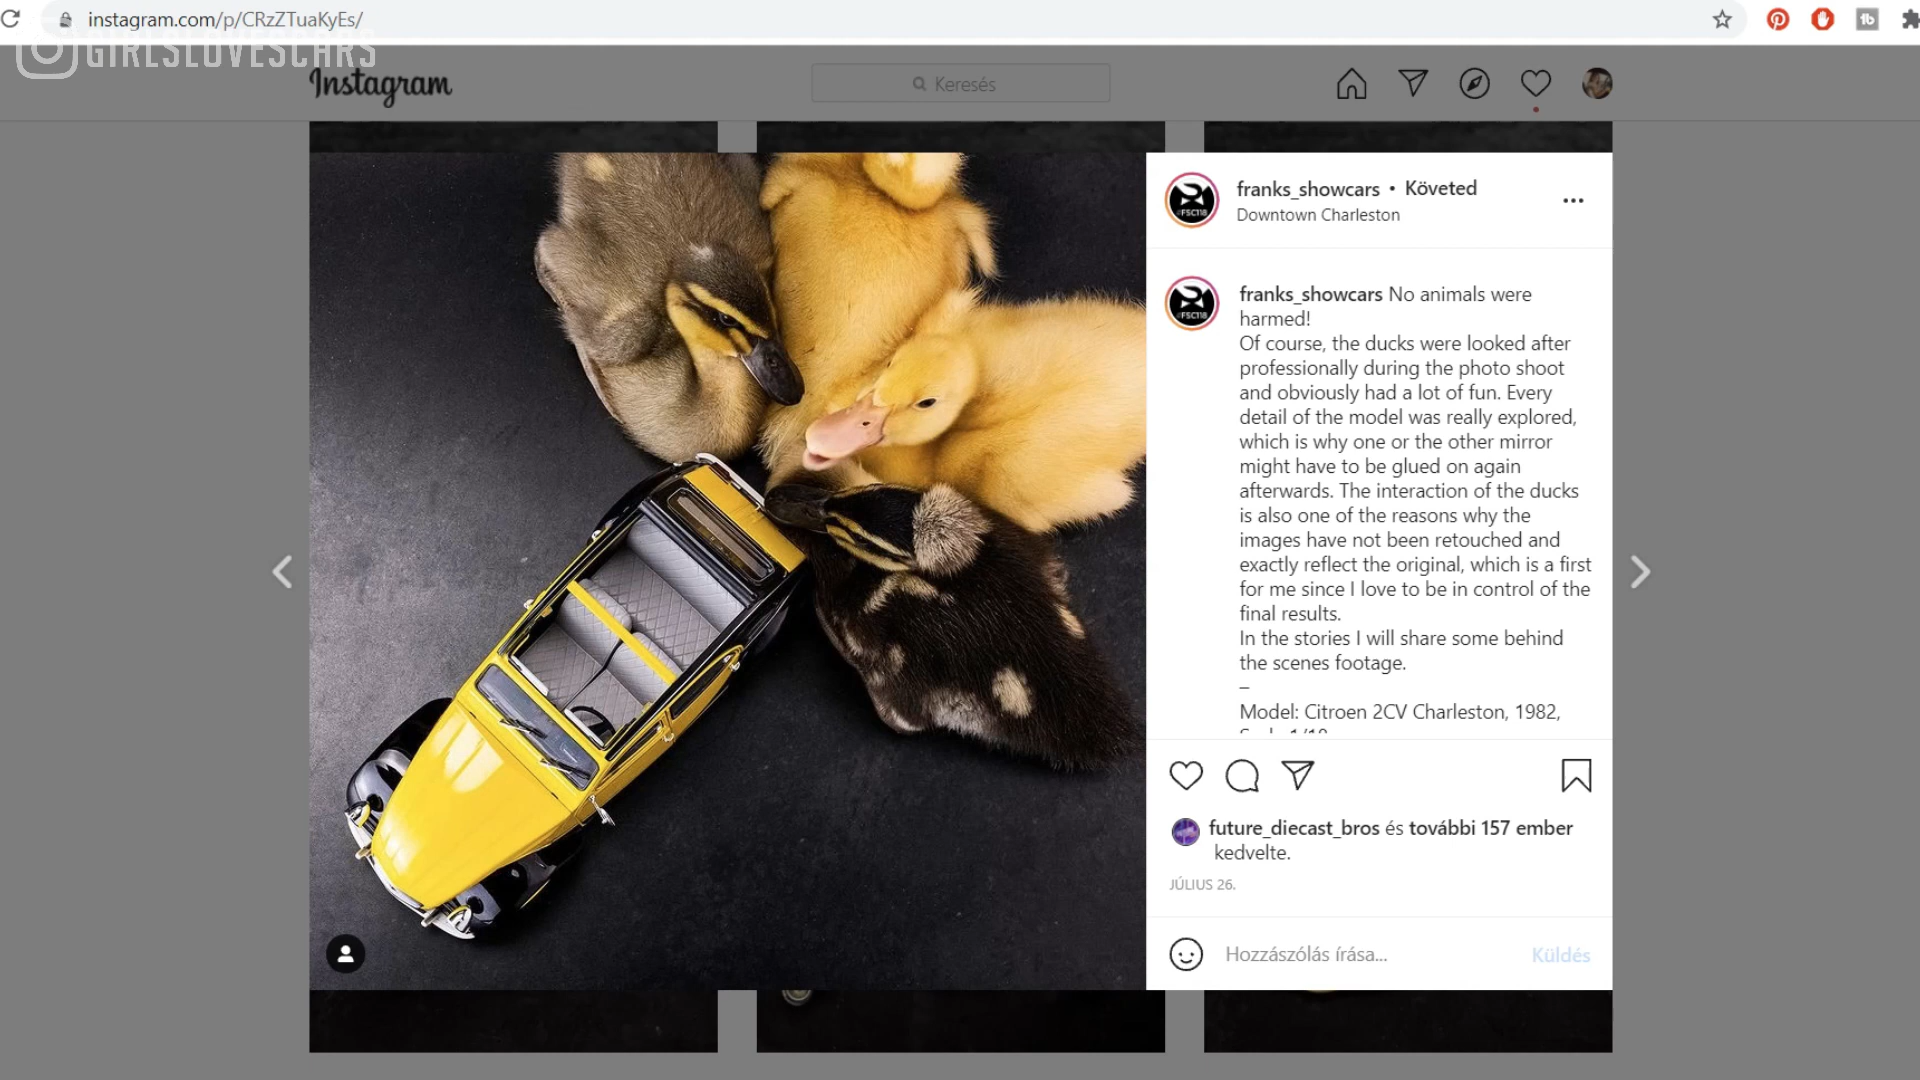 instagram.com/p/CRzZTuaKyEs/
GIRLSLOVESCARS
Instagram
Keresés
franks_showcars • Követed
Downtown Charleston
#FSC118
franks_showcars No animals were
harmed!
#FSC118
Of course, the ducks were looked after
professionally during the photo shoot
and obviously had a lot of fun. Every
detail of the model was really explored,
which is why one or the other mirror
might have to be glued on again
afterwards. The interaction of the ducks
is also one of the reasons why the
images have not been retouched and
exactly reflect the original, which is a first
for me since I love to be in control of the
final results.
In the stories I will share some behind
the scenes footage.
–
Model: Citroen 2CV Charleston, 1982,
future_diecast_bros és további 157 ember
kedvelte.
JÚLIUS 26.
Hozzászólás írása...
Küldés